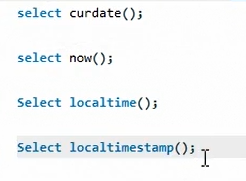 select curdate();
select now();
Select localtime();
Select localtimestamp();